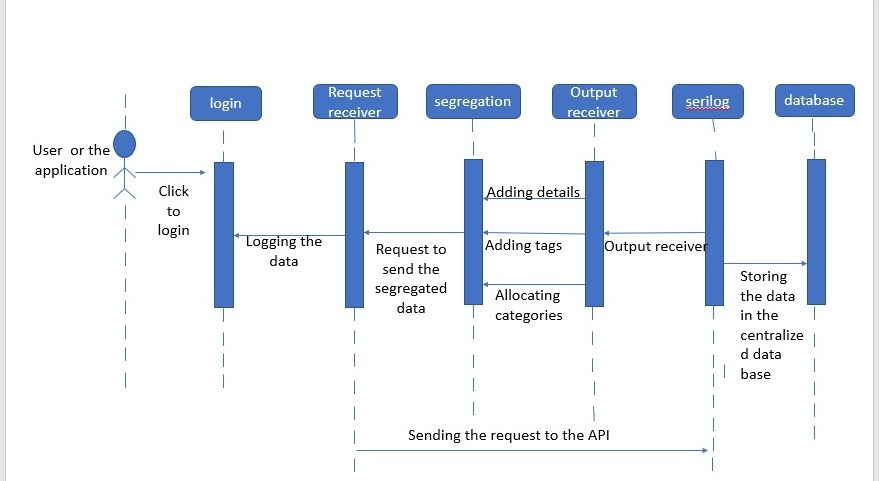 login
Request
receiver
segregation
Output
receiver
serilog
database
User or the
application
Click
to
login
Logging the
data
Request to
send the
segregated
data
Adding details
Adding tags
Allocating
categories
Output receiver
Storing
the data
in the
centralize
d data
base
Sending the request to the API